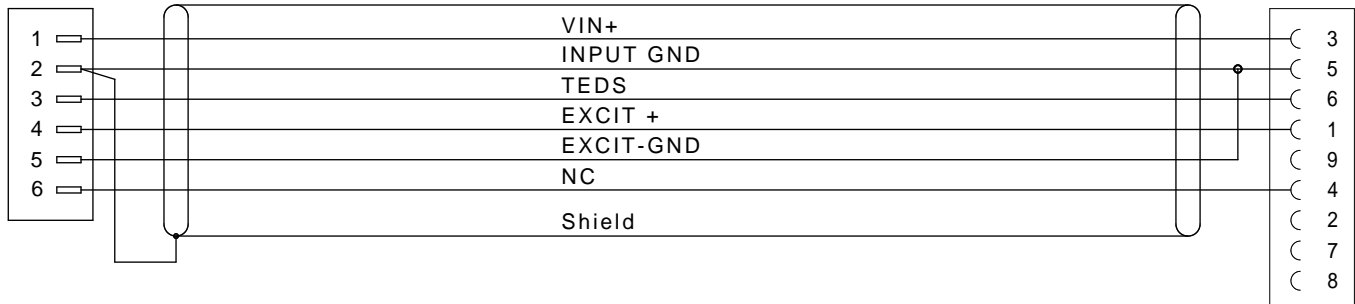 VIN+
1 3
INPUT GND
2 5
TEDS
3 6
EXCIT +
4 1
EXCIT-GND
5 9
NC
6 4
Shield
2
7
8